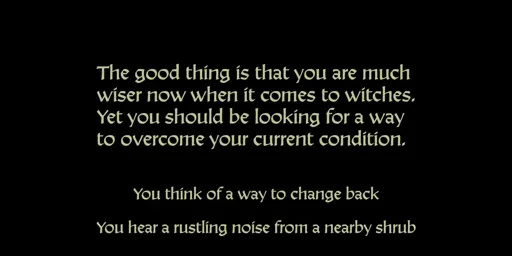 The good thing is that you are much
wiser now when it comes to witches.
Yet you should be looking for a way
to overcome your current condition.
You think of a way to change back
You hear a rustling noise from a nearby shrub